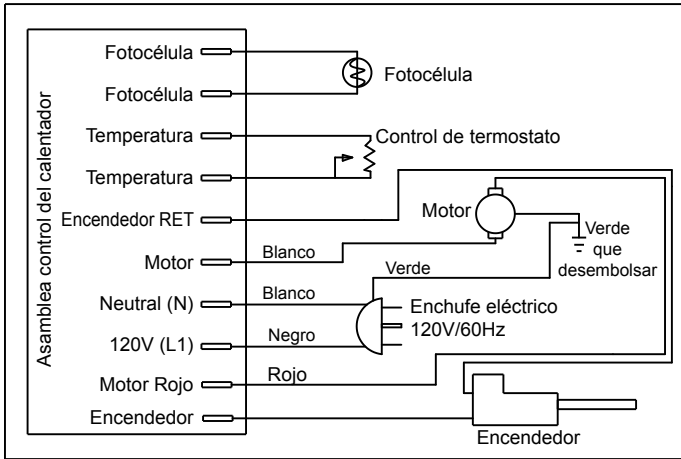 Asamblea control del calentador
Fotocélula
Fotocélula
Fotocélula
Temperatura
Control de termostato
Temperatura
Encendedor RET
Motor
Verde
que
desembolsar
Motor
Blanco
Verde
Neutral (N)
Blanco
Enchufe eléctrico
120V/60Hz
120V (L1)
Negro
Motor Rojo
Rojo
Encendedor
Encendedor